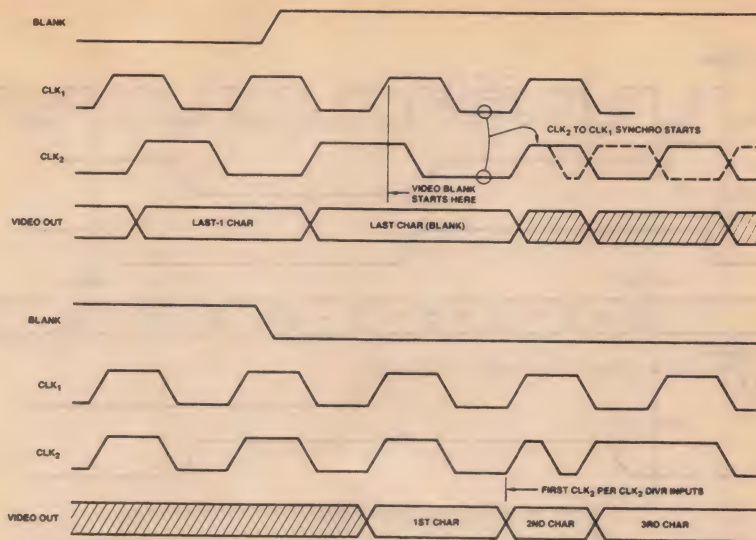 BLANK
CLK₁
CLK₂ TO CLK₁ SYNCHRO STARTS
CLK₂
VIDEO BLANK
STARTS HERE
VIDEO OUT
LAST-1 CHAR
LAST CHAR (BLANK)
BLANK
CLK₁
CLK₂
FIRST CLK₂ PER CLK₂ DIVR INPUTS
VIDEO OUT
1ST CHAR
2ND CHAR
3RD CHAR